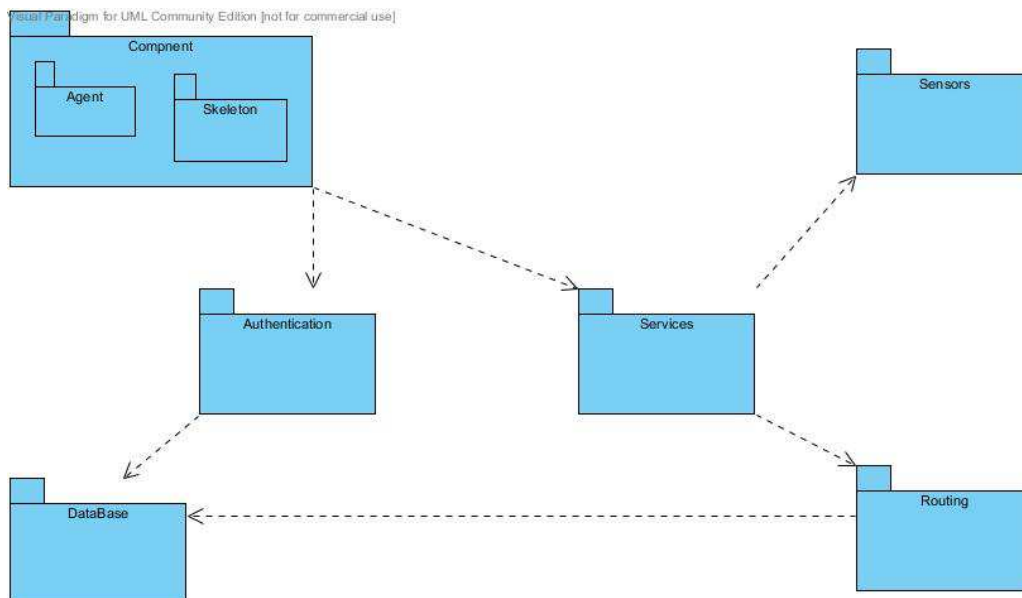 Visual Paradigm for UML Community Edition [not for commercial use]
Compnent
Agent
Skeleton
Sensors
Authentication
Services
DataBase
Routing